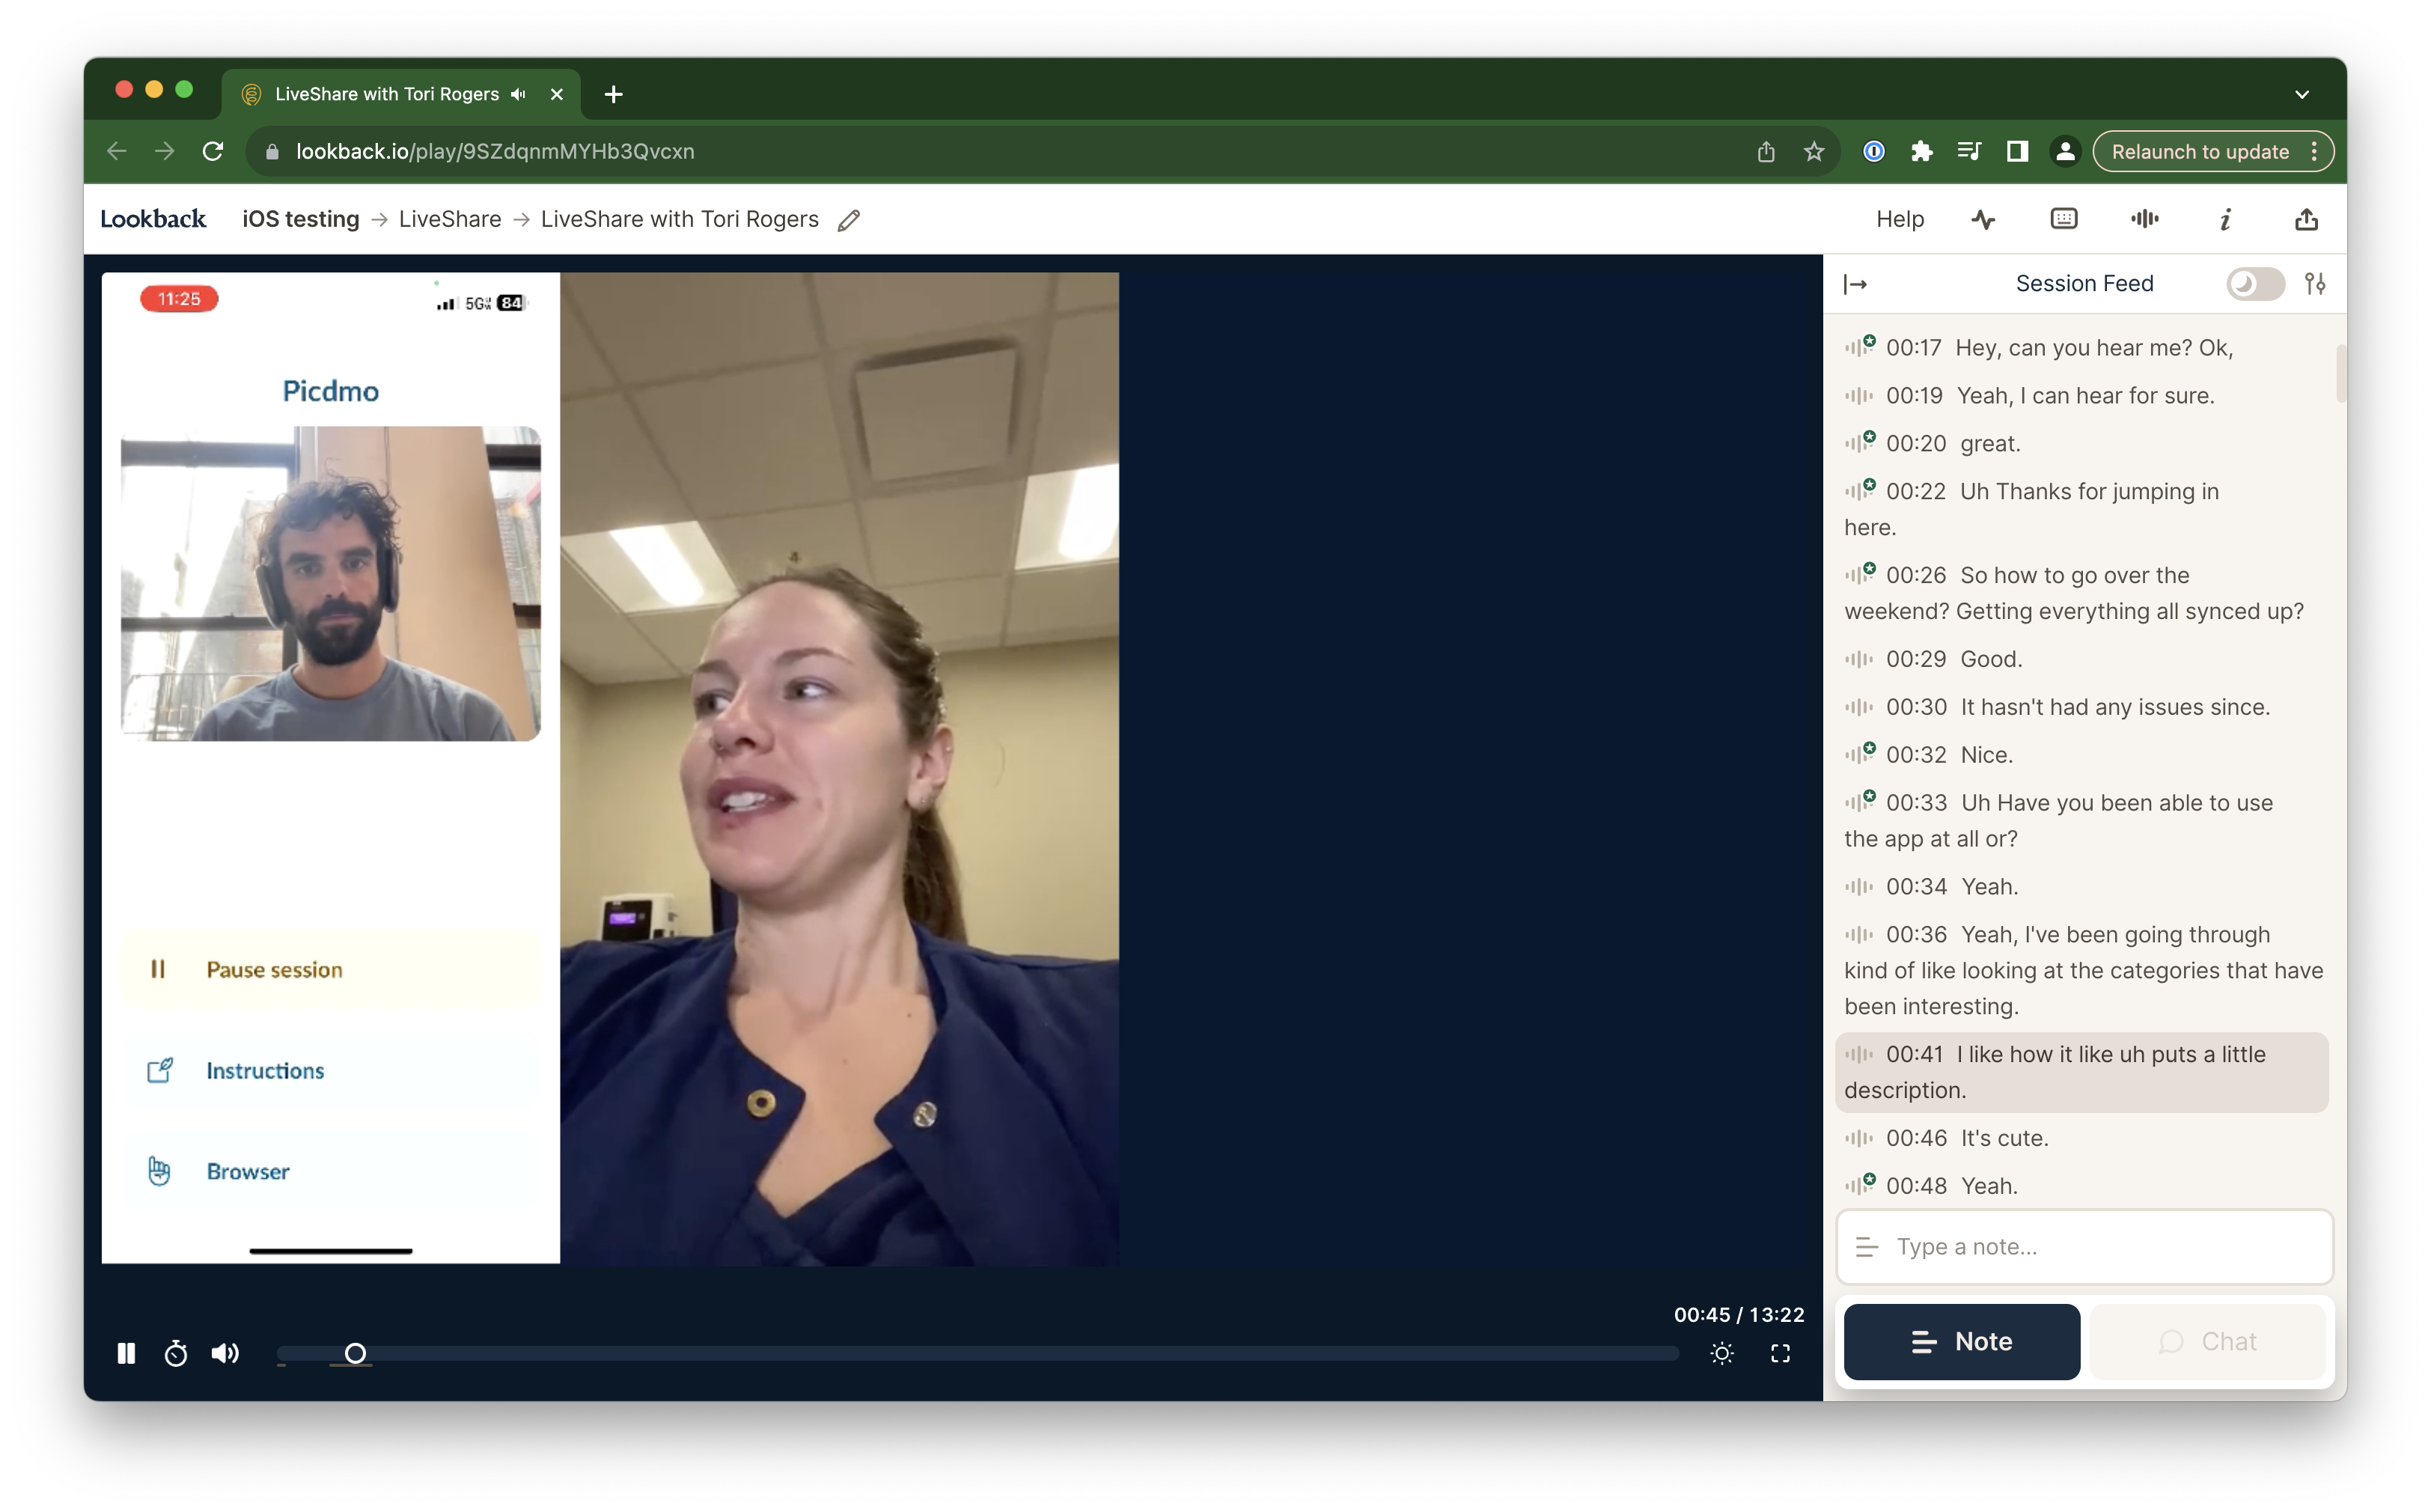 LiveShare with Tori Rogers
lookback.io/play/9SZdqnmMYHb3Qvcxn
Relaunch to update
Lookback
iOS testing → LiveShare → LiveShare with Tori Rogers
Help
11:25
5G
84
Picdmo
Pause session
Instructions
Browser
00:45 / 13:22
Session Feed
00:17 Hey, can you hear me? Ok,
00:19 Yeah, I can hear for sure.
00:20 great.
00:22 Uh Thanks for jumping in
here.
00:26 So how to go over the
weekend? Getting everything all synced up?
00:29 Good.
00:30 It hasn't had any issues since.
00:32 Nice.
00:33 Uh Have you been able to use
the app at all or?
00:34 Yeah.
00:36 Yeah, I've been going through
kind of like looking at the categories that have
been interesting.
00:41 I like how it like uh puts a little
description.
00:46 It's cute.
00:48 Yeah.
Type a note...
Note
Chat